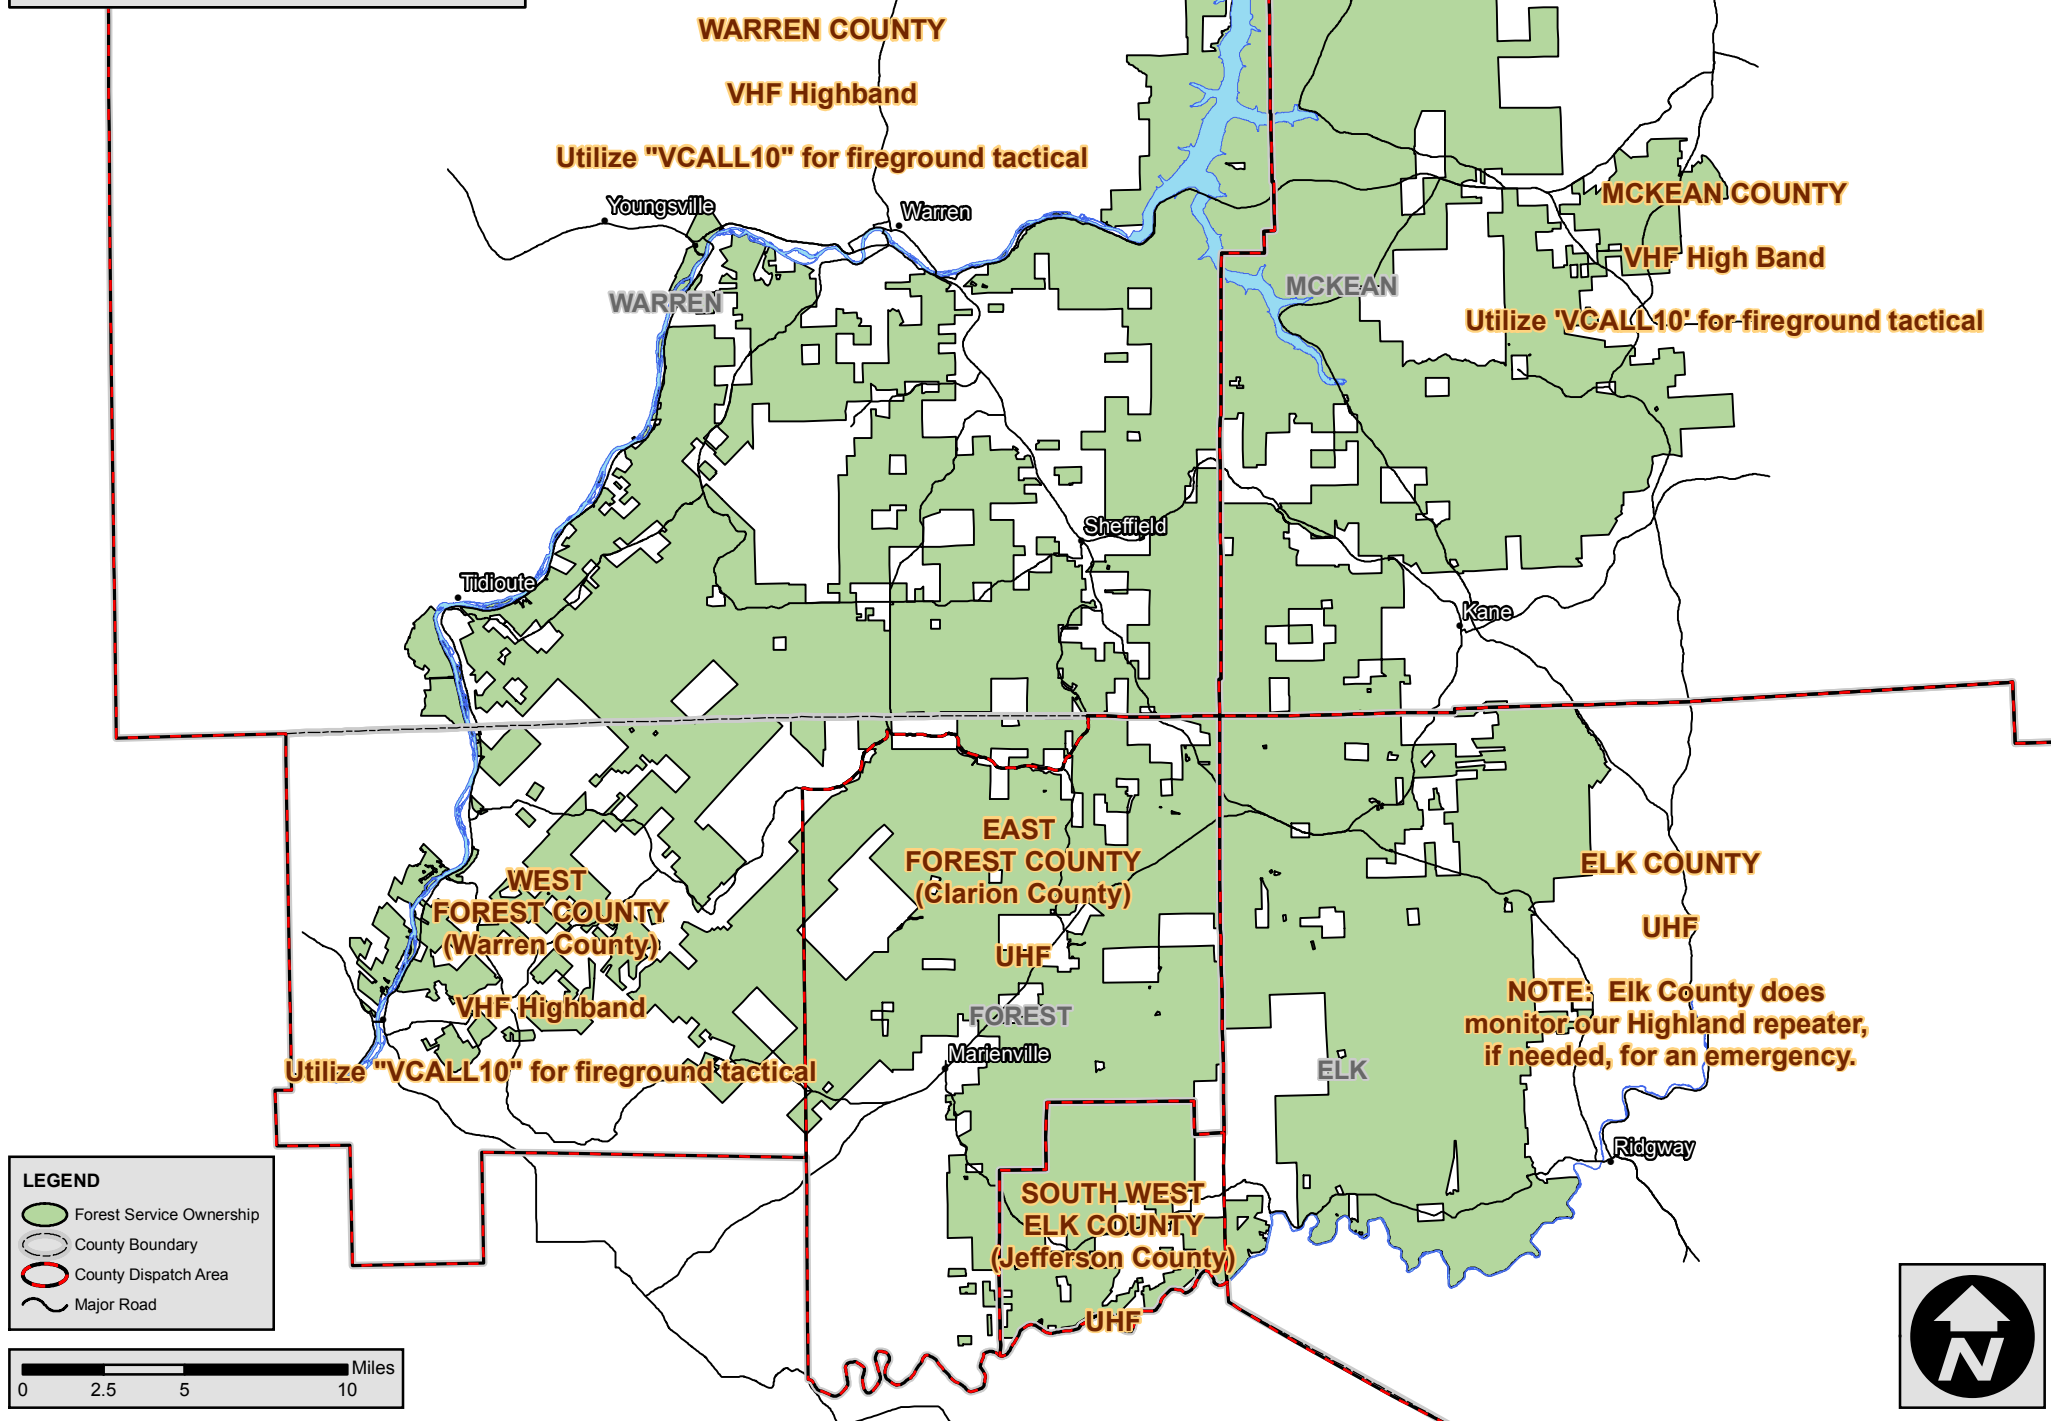 WARREN COUNTY
VHF Highband
Utilize "VCALL10" for fireground tactical
Youngsville
Warren
MCKEAN COUNTY
VHF High Band
Utilize 'VCALL10' for fireground tactical
WARREN
MCKEAN
Sheffield
Tidioute
Kane
EAST
FOREST COUNTY
(Clarion County)
UHF
WEST
FOREST COUNTY
(Warren County)
VHF Highband
Utilize "VCALL10" for fireground tactical
ELK COUNTY
UHF
NOTE: Elk County does
monitor our Highland repeater,
if needed, for an emergency.
FOREST
Marienville
ELK
Ridgway
SOUTH WEST
ELK COUNTY
(Jefferson County)
UHF
LEGEND
Forest Service Ownership
County Boundary
County Dispatch Area
Major Road
Miles
0 2.5 5 10
N